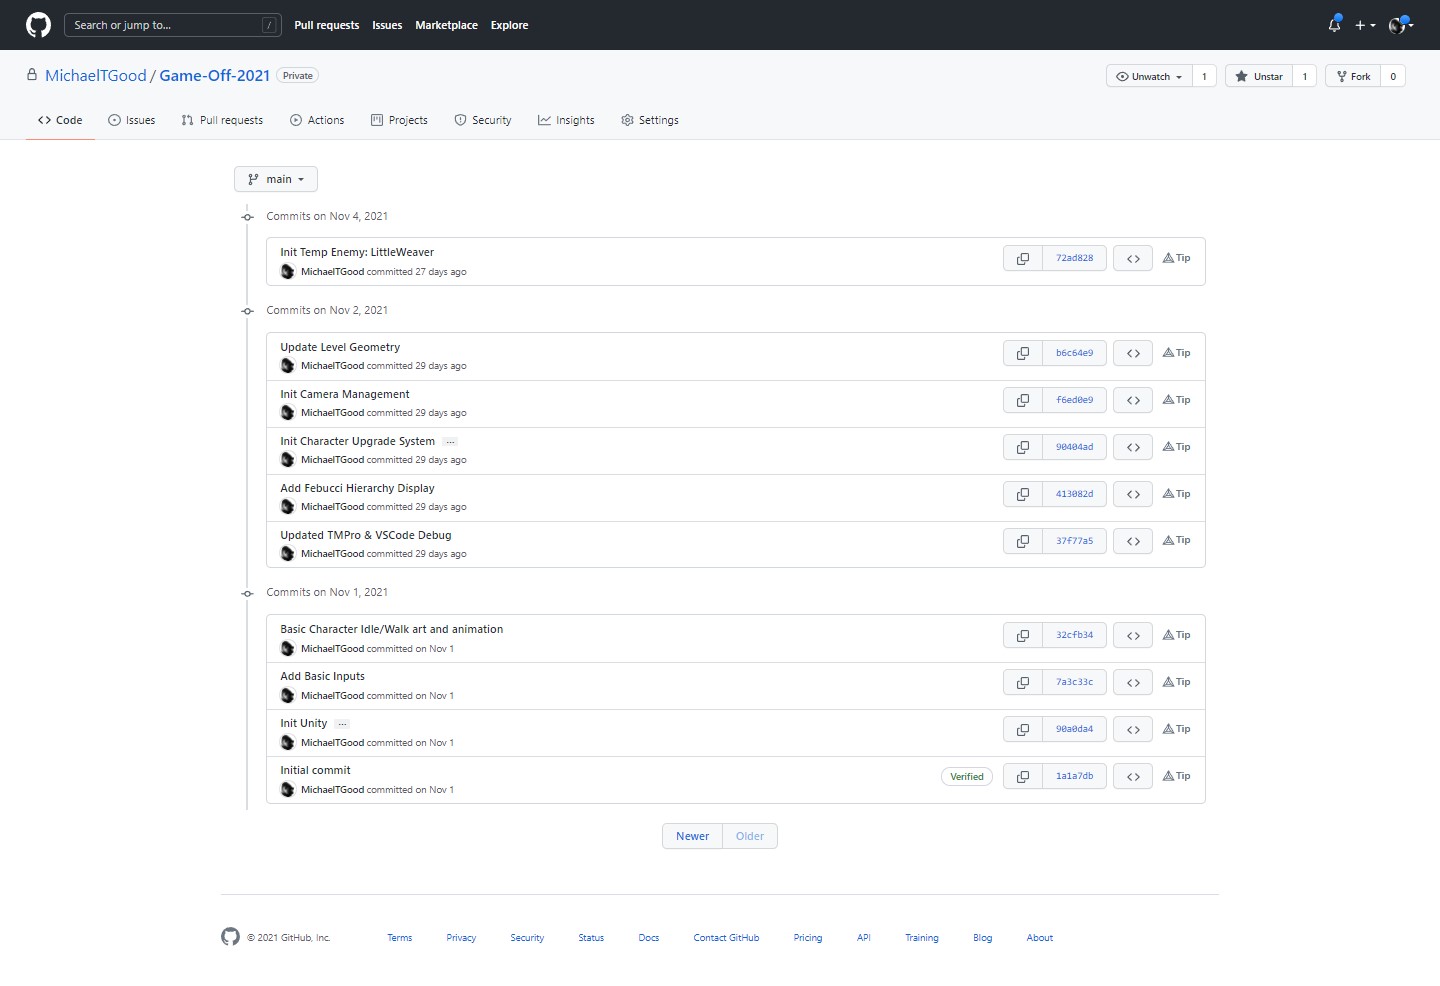 Search or jump to... /
Pull requests Issues Marketplace Explore
MichaelTGood / Game-Off-2021 Private
Unwatch 1 Unstar 1 Fork 0
Code Issues Pull requests Actions Projects Security Insights Settings
main
Commits on Nov 4, 2021
Init Temp Enemy: LittleWeaver
MichaelTGood committed 27 days ago
72ad828 Tip
Commits on Nov 2, 2021
Update Level Geometry
MichaelTGood committed 29 days ago
b6c64e9 Tip
Init Camera Management
MichaelTGood committed 29 days ago
f6ed0e9 Tip
Init Character Upgrade System ...
MichaelTGood committed 29 days ago
90404ad Tip
Add Febucci Hierarchy Display
MichaelTGood committed 29 days ago
413082d Tip
Updated TMPro & VSCode Debug
MichaelTGood committed 29 days ago
37f77a5 Tip
Commits on Nov 1, 2021
Basic Character Idle/Walk art and animation
MichaelTGood committed on Nov 1
32cfb34 Tip
Add Basic Inputs
MichaelTGood committed on Nov 1
7a3c33c Tip
Init Unity ...
MichaelTGood committed on Nov 1
90a0da4 Tip
Initial commit
MichaelTGood committed on Nov 1
Verified 1a1a7db Tip
Newer Older
© 2021 GitHub, Inc. Terms Privacy Security Status Docs Contact GitHub Pricing API Training Blog About